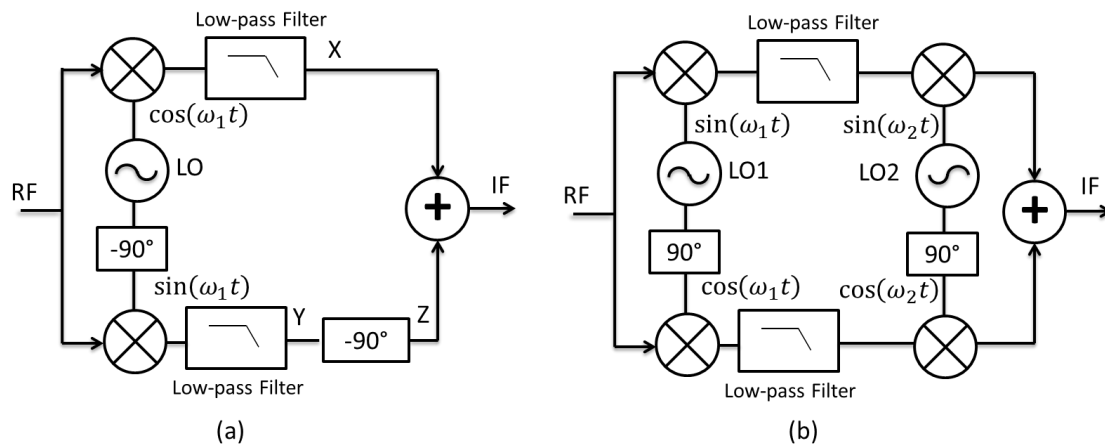 Low-pass Filter
X
cos(ω₁t)
LO
RF
IF
+
-90°
sin(ω₁t)
Y
-90°
Z
Low-pass Filter
(a)
Low-pass Filter
sin(ω₁t)
sin(ω₂t)
LO1
LO2
RF
IF
+
90°
90°
cos(ω₁t)
cos(ω₂t)
Low-pass Filter
(b)